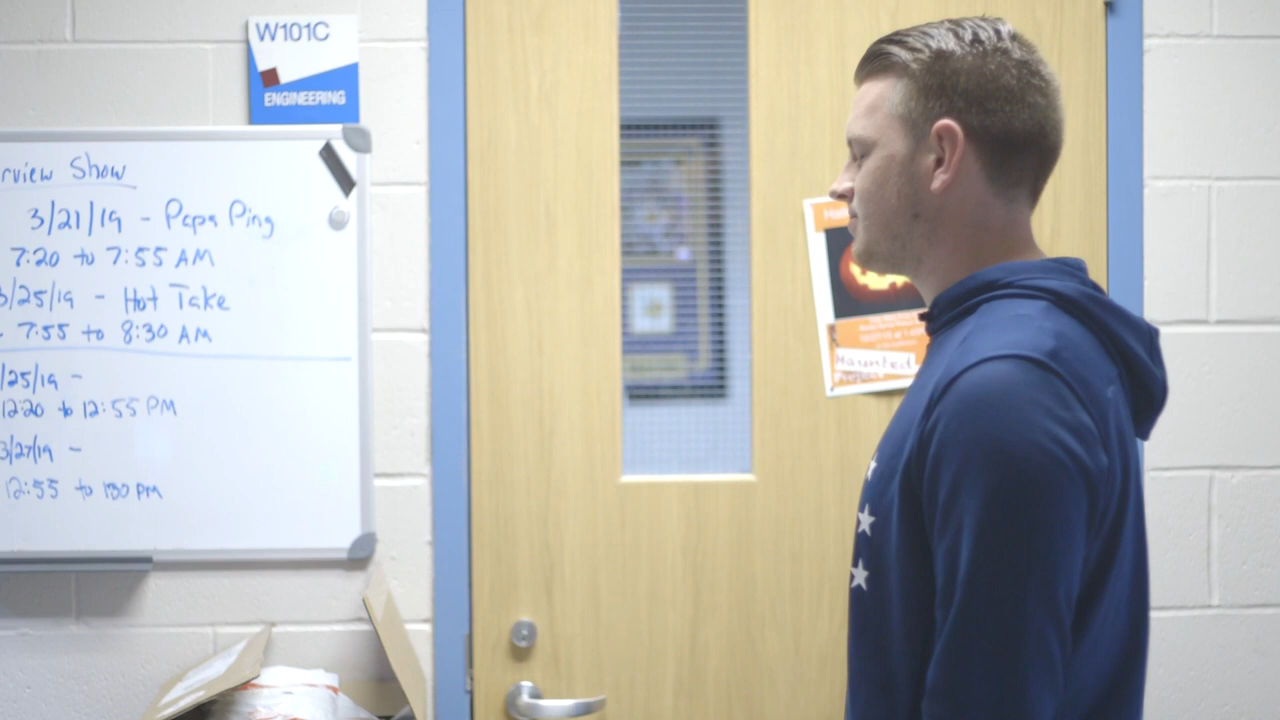 W101C
ENGINEERING
rview Show
3/21/19 - Papa Ping
7:20 to 7:55 AM
3/25/19 - Hot Take
- 7:55 to 8:30 AM
/25/19 -
12:20 to 12:55 PM
3/27/19 -
12:55 to 130 PM
Haunted